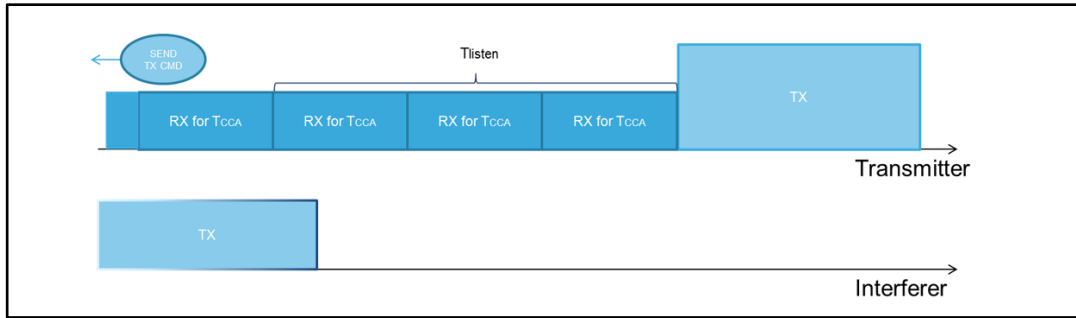 SEND
TX CMD
Tlisten
RX for TCCA
RX for TCCA
RX for TCCA
RX for TCCA
TX
Transmitter
TX
Interferer